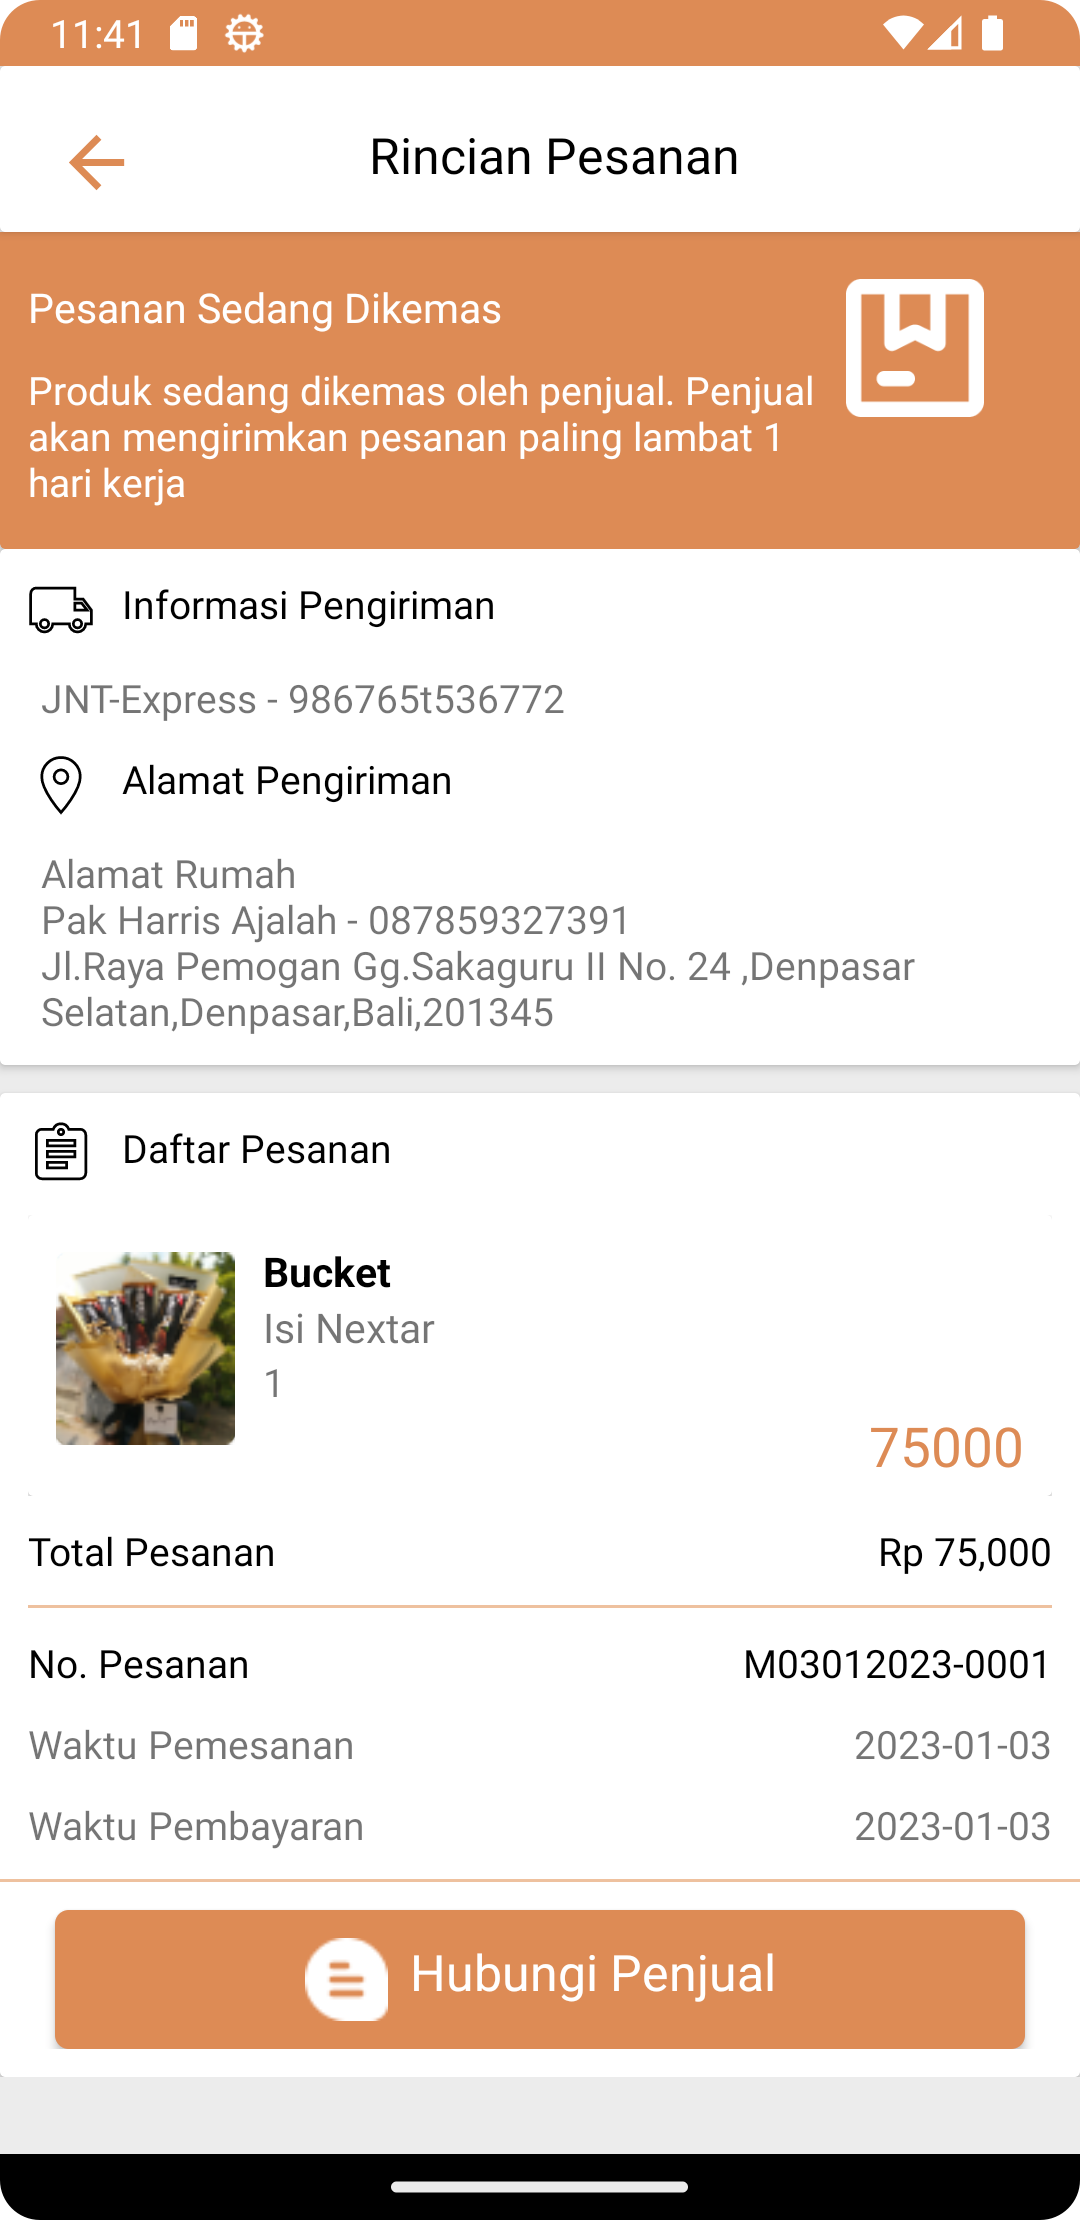 11:41
Rincian Pesanan
Pesanan Sedang Dikemas
Produk sedang dikemas oleh penjual. Penjual
akan mengirimkan pesanan paling lambat 1
hari kerja
Informasi Pengiriman
JNT-Express - 986765t536772
Alamat Pengiriman
Alamat Rumah
Pak Harris Ajalah - 087859327391
Jl.Raya Pemogan Gg.Sakaguru II No. 24 ,Denpasar
Selatan,Denpasar,Bali,201345
Daftar Pesanan
Bucket
Isi Nextar
1
75000
Total Pesanan Rp 75,000
No. Pesanan M03012023-0001
Waktu Pemesanan 2023-01-03
Waktu Pembayaran 2023-01-03
Hubungi Penjual